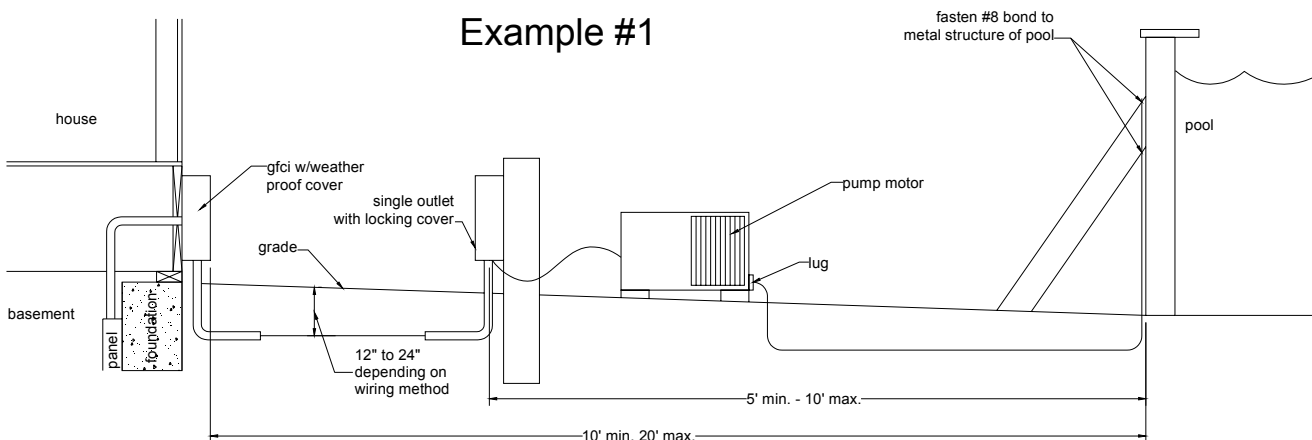 Example #1
fasten #8 bond to
metal structure of pool
house
pool
gfci w/weather
proof cover
single outlet
with locking cover
pump motor
grade
lug
basement
panel
foundation
12" to 24"
depending on
wiring method
5' min. - 10' max.
10' min. 20' max.